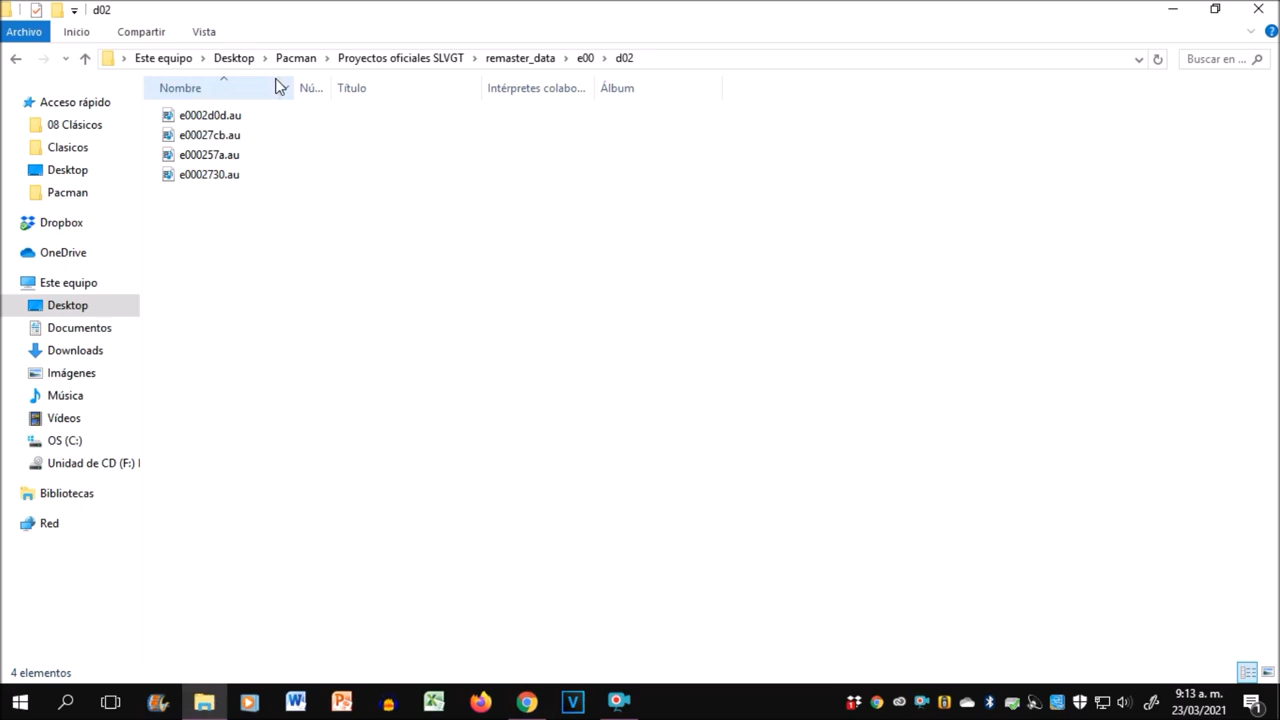 d02
Archivo Inicio Compartir Vista
Este equipo Desktop Pacman Proyectos oficiales SLVGT remaster_data e00 d02
Buscar en ...
Nombre Nú... Título Intérpretes colabo... Álbum
e0002d0d.au
e00027cb.au
e000257a.au
e0002730.au
Acceso rápido
08 Clásicos
Clasicos
Desktop
Pacman
Dropbox
OneDrive
Este equipo
Desktop
Documentos
Downloads
Imágenes
Música
Vídeos
OS (C:)
Unidad de CD (F:)
Bibliotecas
Red
4 elementos
9:13 a. m.
23/03/2021